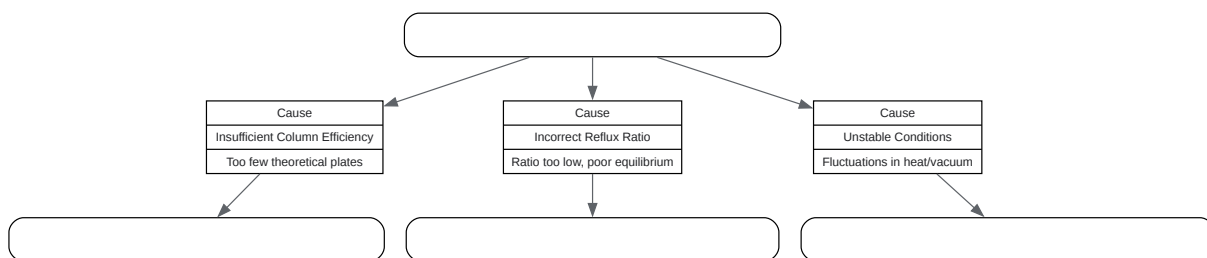 Cause
Insufficient Column Efficiency
Too few theoretical plates
Cause
Incorrect Reflux Ratio
Ratio too low, poor equilibrium
Cause
Unstable Conditions
Fluctuations in heat/vacuum